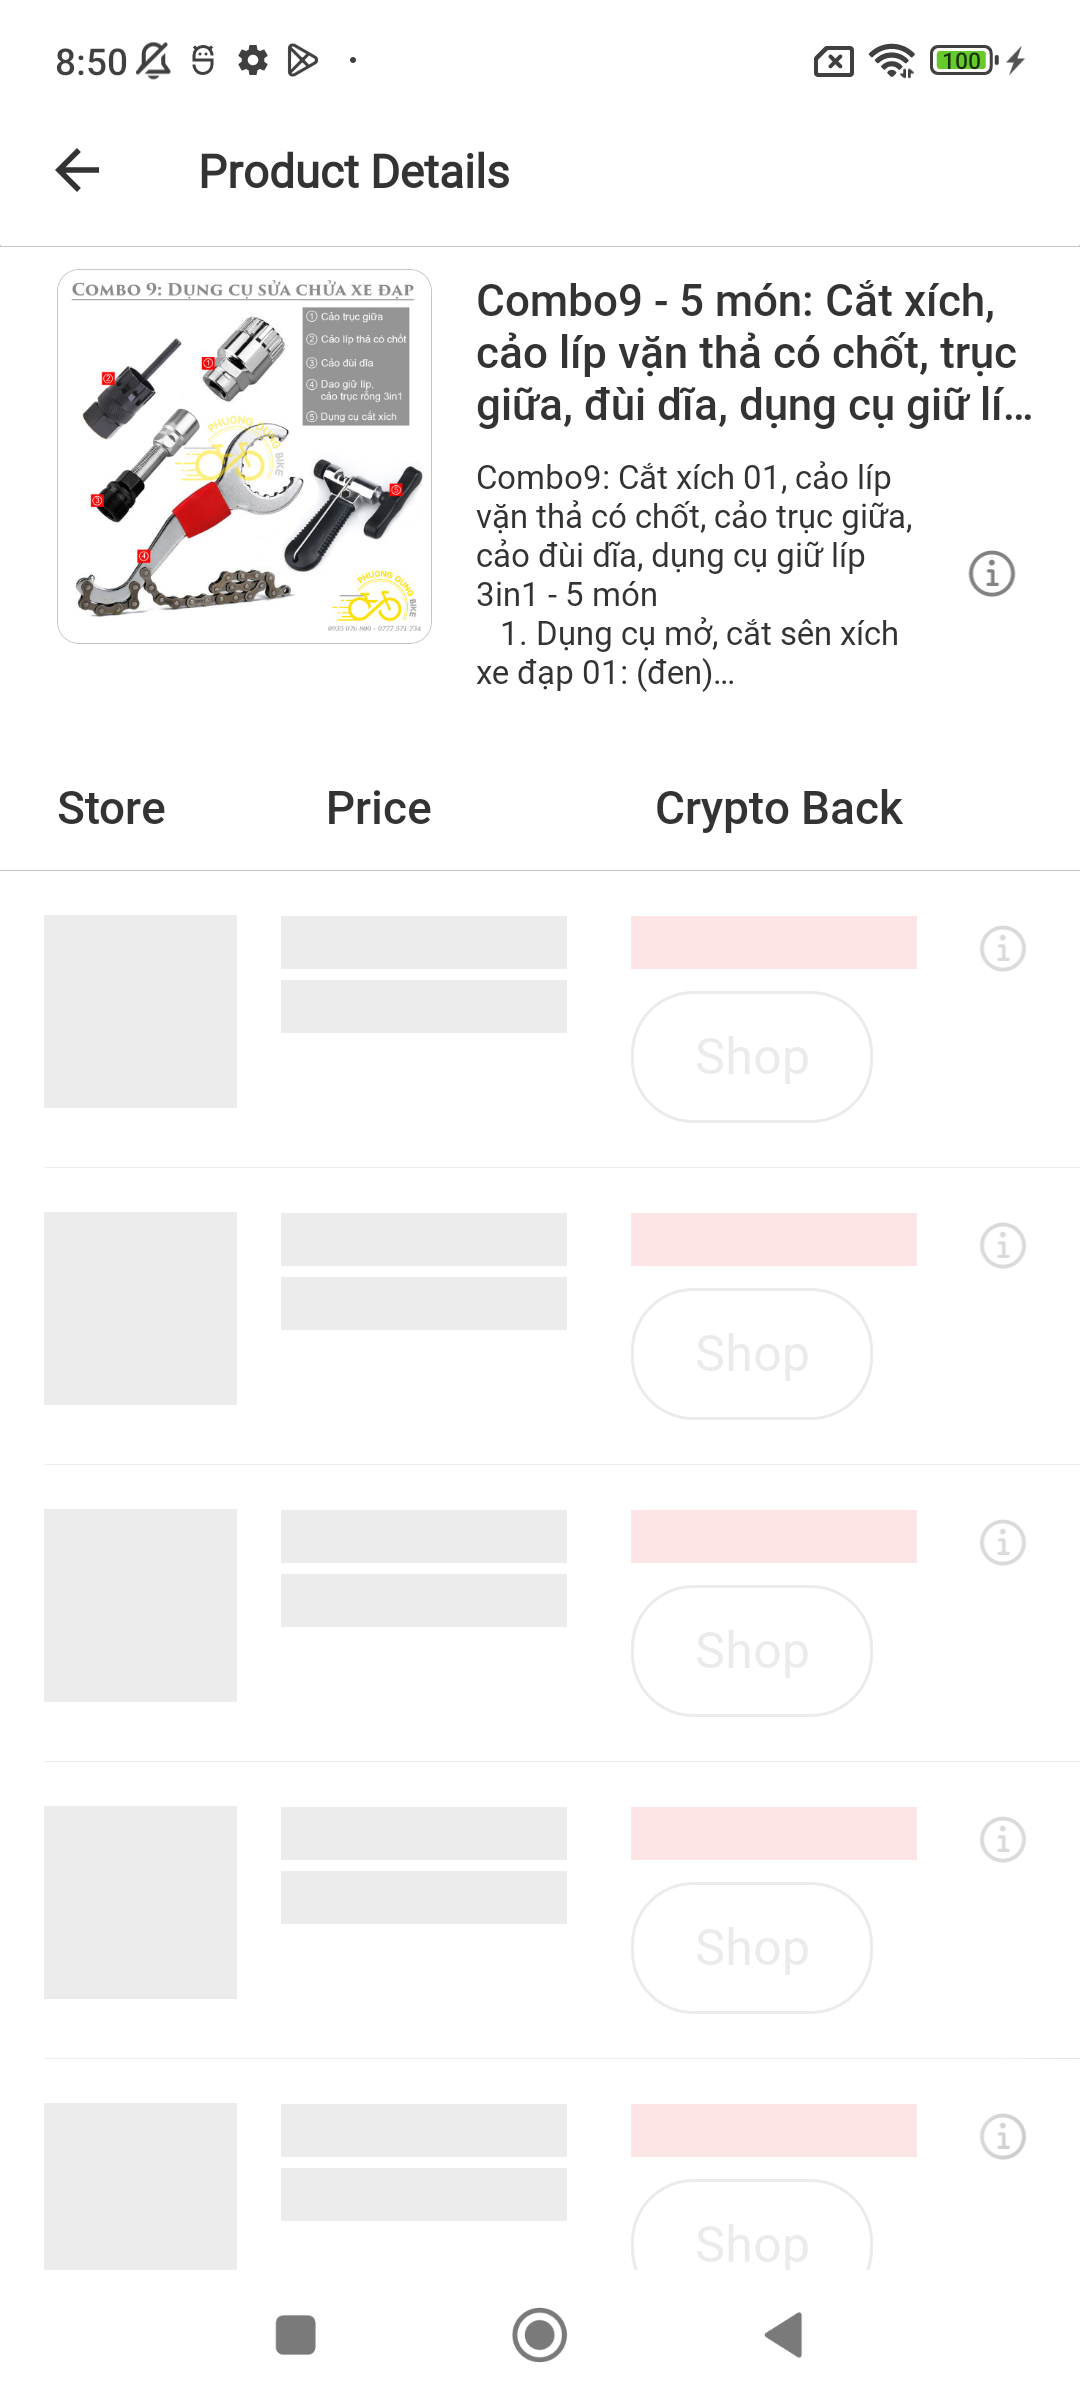 8:50
100
Product Details
COMBO 9: DỤNG CỤ SỬA CHỬA XE ĐẠP
① Cảo trục giữa
② Cảo líp thả có chốt
③ Cảo đùi dĩa
④ Dao giữ líp,
cảo trục rỗng 3in1
⑤ Dụng cụ cắt xích
PHUONG DUNG BIKE
PHUONG DUNG BIKE
0935 076 800 - 0777 571 734
Combo9 - 5 món: Cắt xích,
cảo líp vặn thả có chốt, trục
giữa, đùi dĩa, dụng cụ giữ lí...
Combo9: Cắt xích 01, cảo líp
vặn thả có chốt, cảo trục giữa,
cảo đùi dĩa, dụng cụ giữ líp
3in1 - 5 món
1. Dụng cụ mở, cắt sên xích
xe đạp 01: (đen)...
Store Price Crypto Back
Shop
Shop
Shop
Shop
Shop